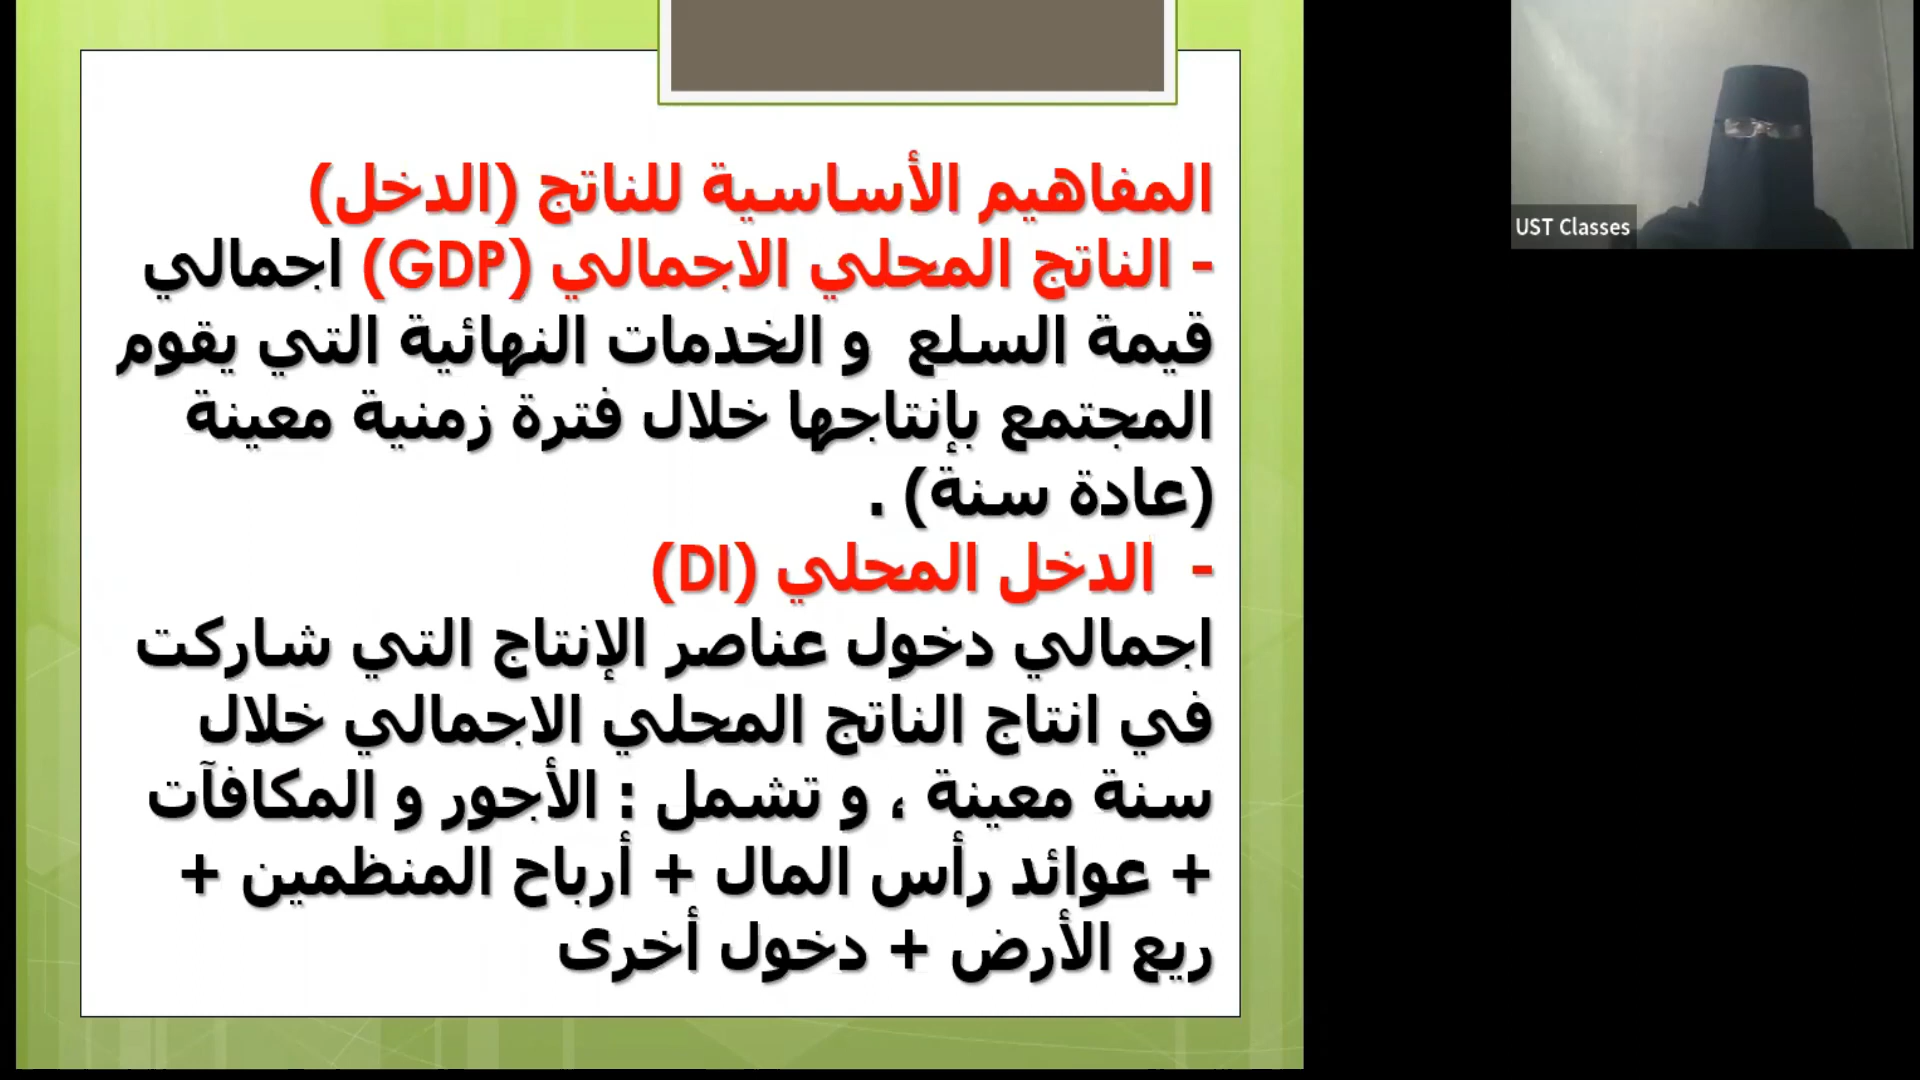 المفاهيم الأساسية للناتج (الدخل)
- الناتج المحلي الاجمالي (GDP) اجمالي
قيمة السلع و الخدمات النهائية التي يقوم
المجتمع بإنتاجها خلال فترة زمنية معينة
(عادة سنة) .
- الدخل المحلي (DI)
اجمالي دخول عناصر الإنتاج التي شاركت
في انتاج الناتج المحلي الاجمالي خلال
سنة معينة ، و تشمل : الأجور و المكافآت
+ عوائد رأس المال + أرباح المنظمين +
ريع الأرض + دخول أخرى
UST Classes